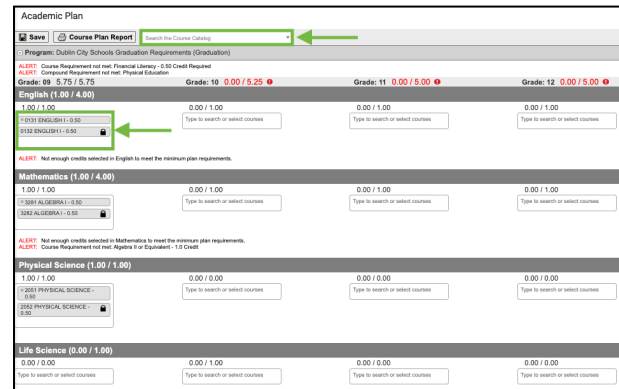 Academic Plan
Save Course Plan Report Search the Course Catalog
Program: Dublin City Schools Graduation Requirements (Graduation)
ALERT: Course Requirement not met: Financial Literacy - 0.50 Credit Required
ALERT: Compound Requirement not met: Physical Education
Grade: 09 5.75 / 5.75 Grade: 10 0.00 / 5.25 Grade: 11 0.00 / 5.00 Grade: 12 0.00 / 5.00
English (1.00 / 4.00)
1.00 / 1.00 0.00 / 1.00 0.00 / 1.00 0.00 / 1.00
0131 ENGLISH I - 0.50 Type to search or select courses Type to search or select courses Type to search or select courses
0132 ENGLISH I - 0.50
ALERT: Not enough credits selected in English to meet the minimum plan requirements.
Mathematics (1.00 / 4.00)
1.00 / 1.00 0.00 / 1.00 0.00 / 1.00 0.00 / 1.00
3281 ALGEBRA I - 0.50 Type to search or select courses Type to search or select courses Type to search or select courses
3282 ALGEBRA I - 0.50
ALERT: Not enough credits selected in Mathematics to meet the minimum plan requirements.
ALERT: Course Requirement not met: Algebra II or Equivalent - 1.0 Credit
Physical Science (1.00 / 1.00)
1.00 / 1.00 0.00 / 0.00 0.00 / 0.00 0.00 / 0.00
2051 PHYSICAL SCIENCE - Type to search or select courses Type to search or select courses Type to search or select courses
0.50
2052 PHYSICAL SCIENCE -
0.50
Life Science (0.00 / 1.00)
0.00 / 0.00 0.00 / 1.00 0.00 / 0.00 0.00 / 0.00
Type to search or select courses Type to search or select courses Type to search or select courses Type to search or select courses